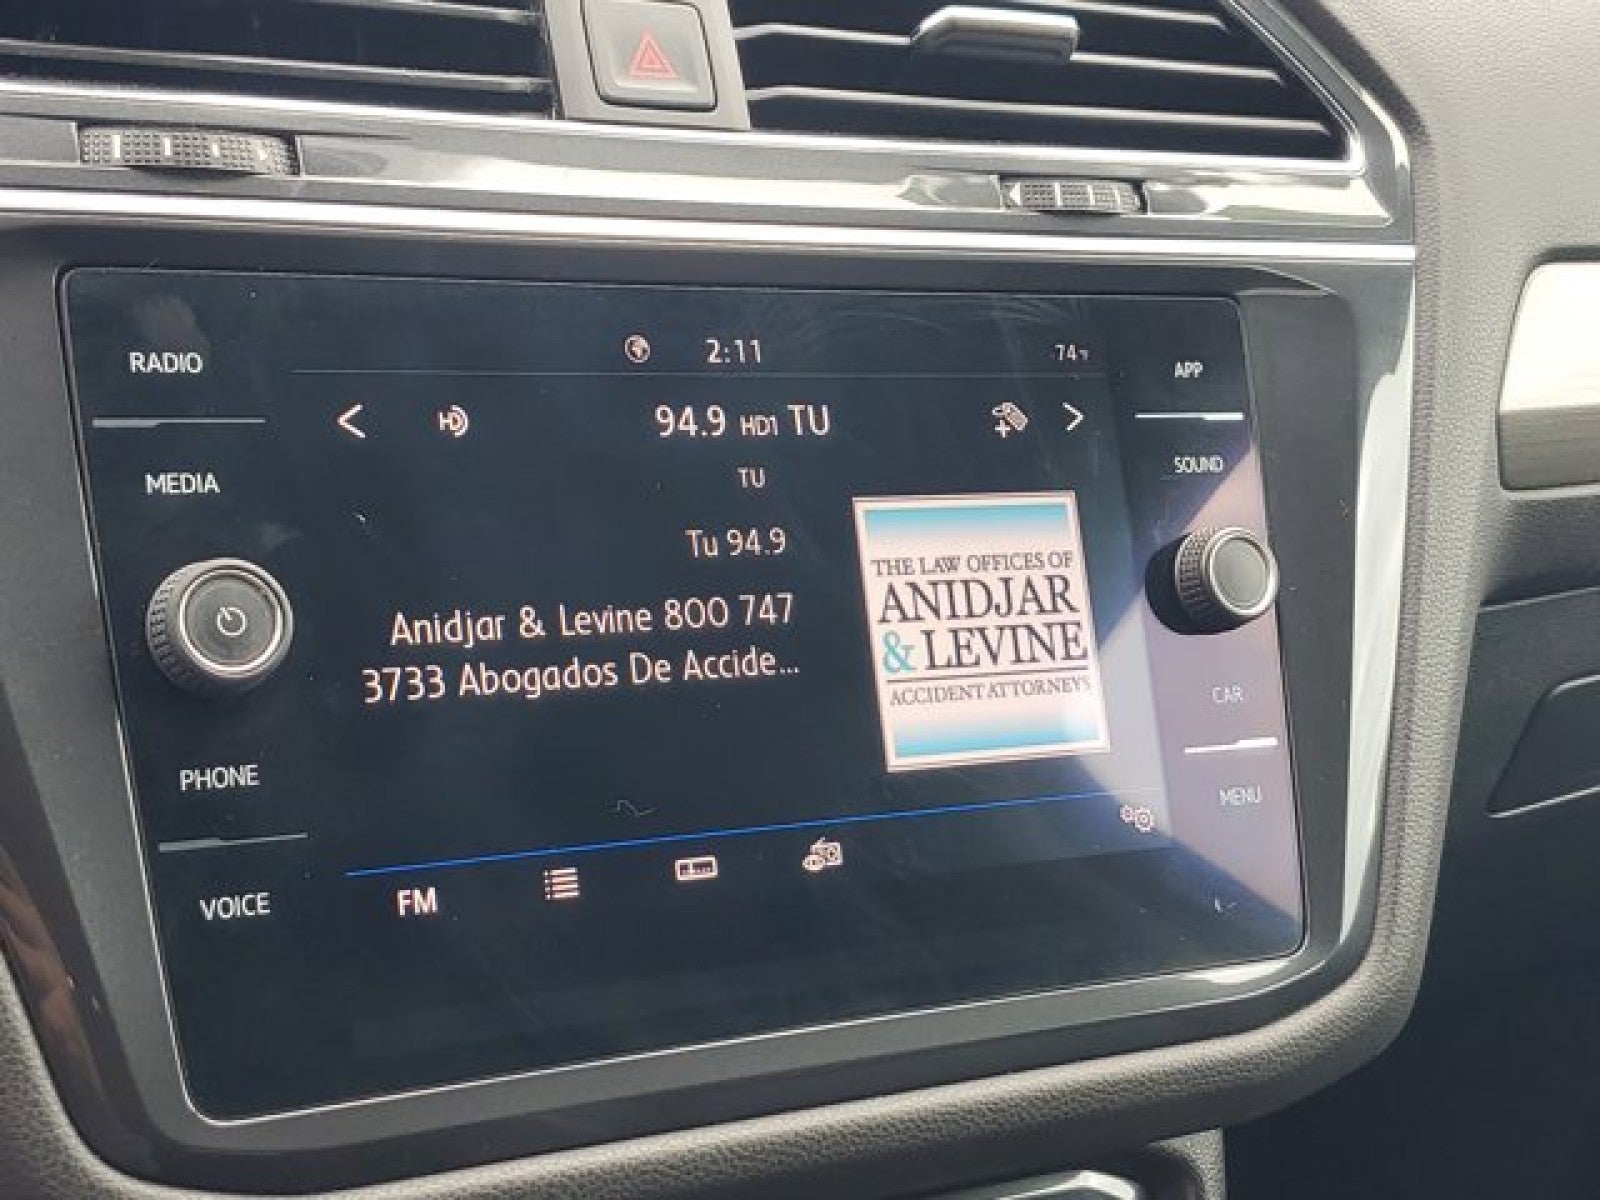 RADIO
MEDIA
PHONE
VOICE
2:11
74°F
94.9 HD1 TU
TU
Tu 94.9
Anidjar & Levine 800 747
3733 Abogados De Accide...
THE LAW OFFICES OF
ANIDJAR
& LEVINE
ACCIDENT ATTORNEYS
FM
APP
SOUND
CAR
MENU